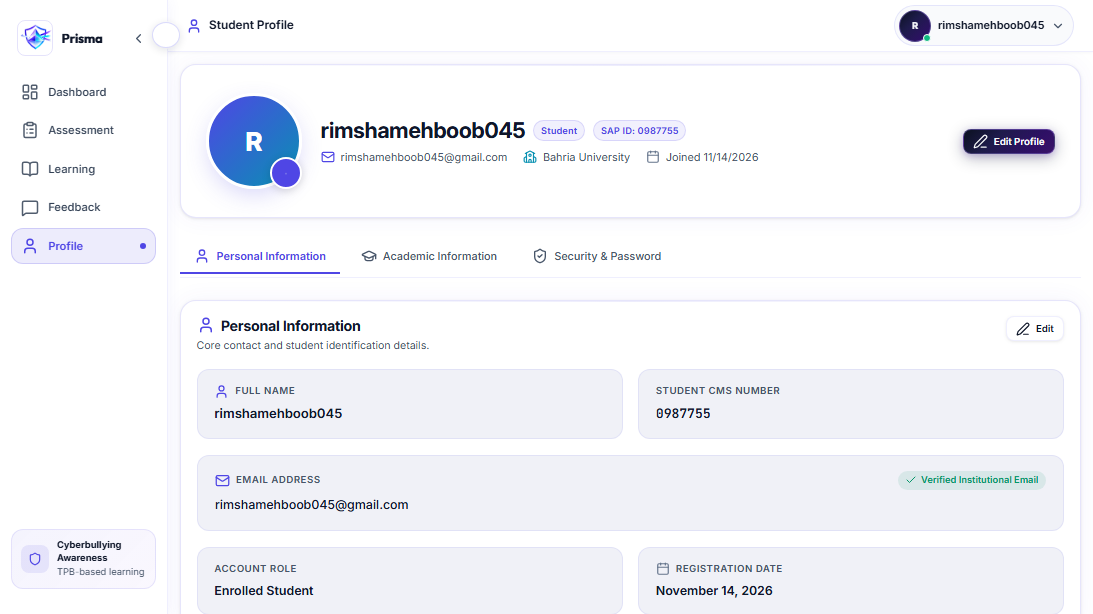 Prisma
Student Profile
R
rimshamehboob045
Dashboard
Assessment
Learning
Feedback
Profile
R
rimshamehboob045
Student
SAP ID: 0987755
rimshamehboob045@gmail.com
Bahria University
Joined 11/14/2026
Edit Profile
Personal Information
Academic Information
Security & Password
Personal Information
Core contact and student identification details.
Edit
FULL NAME
rimshamehboob045
STUDENT CMS NUMBER
0987755
EMAIL ADDRESS
rimshamehboob045@gmail.com
Verified Institutional Email
ACCOUNT ROLE
Enrolled Student
REGISTRATION DATE
November 14, 2026
Cyberbullying
Awareness
TPB-based learning